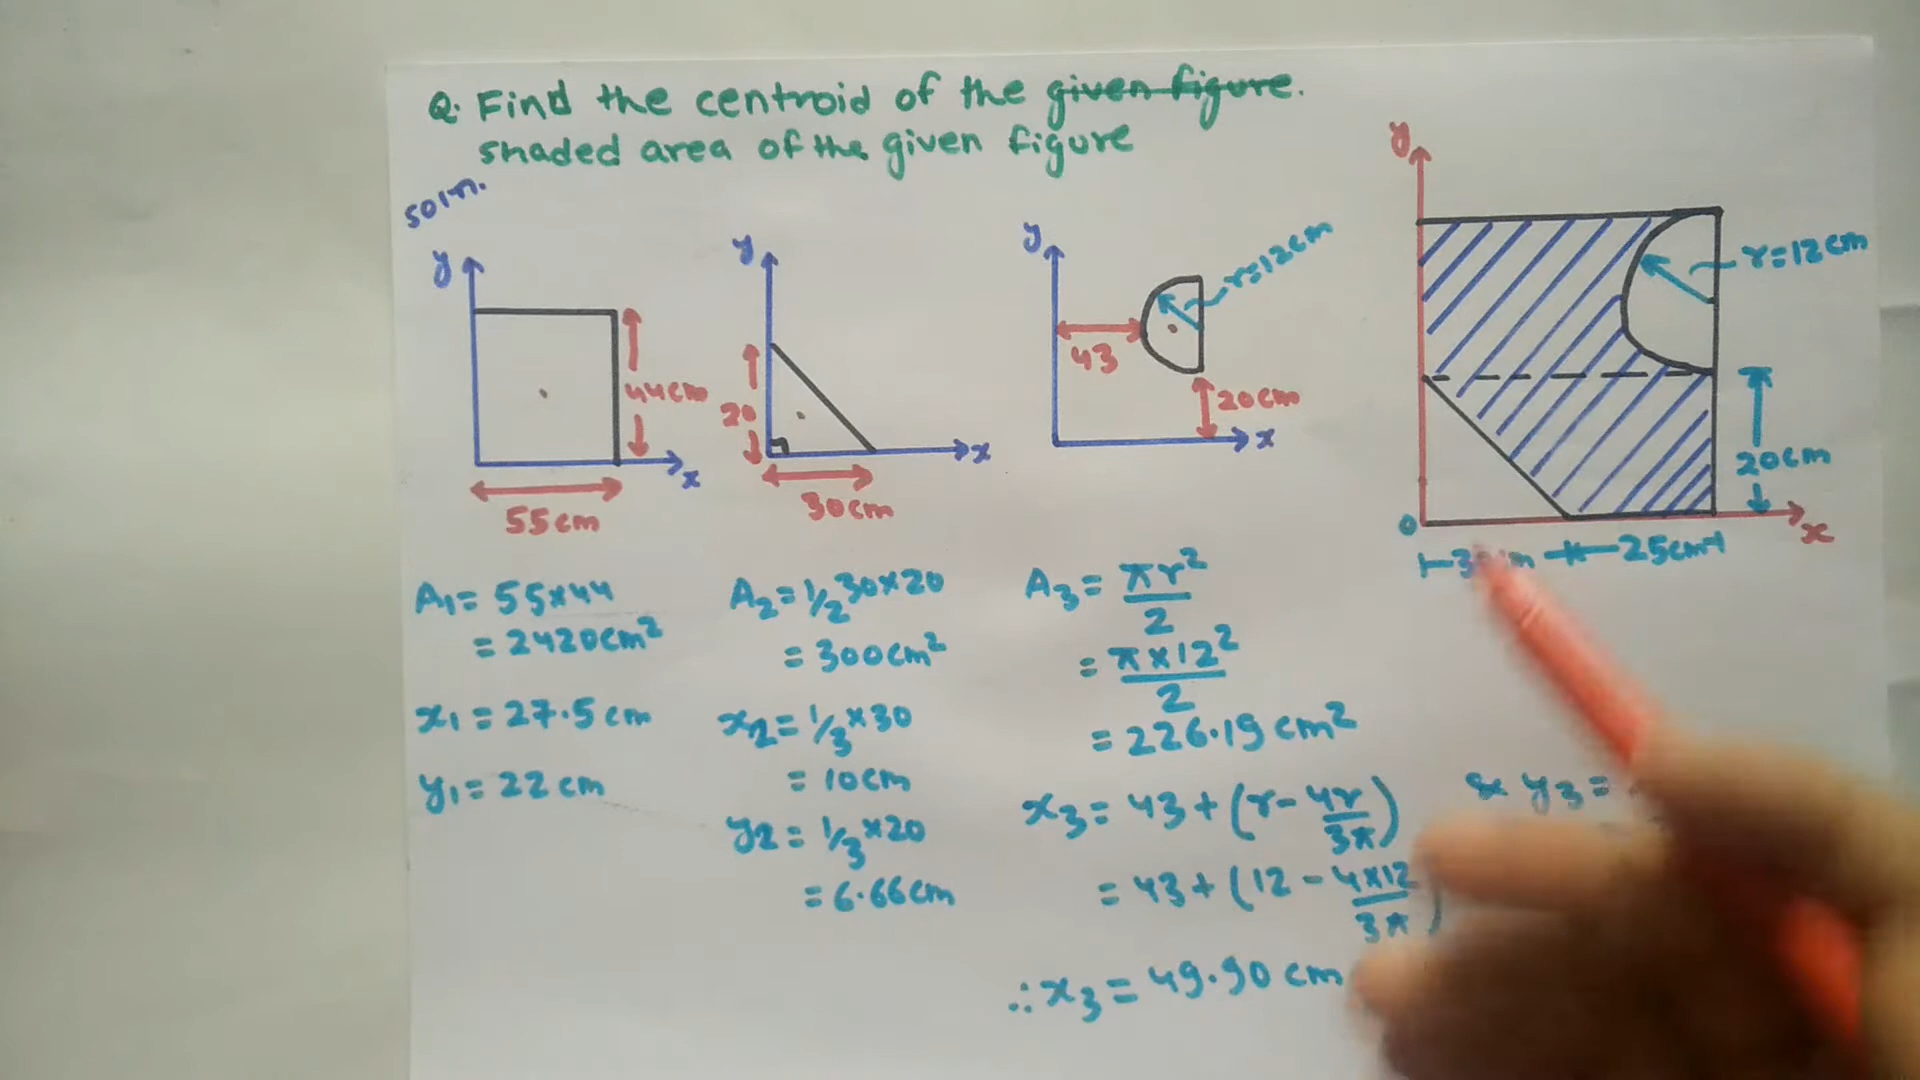 Q. Find the centroid of the given figure.
shaded area of the given figure
soln.
y
44cm
x
55cm
y
20
x
30cm
y
r=12cm
43
20cm
x
y
r=12cm
20cm
0
x
25cm
A1= 55×44
= 2420cm²
x1 = 27.5 cm
y1 = 22 cm
A2= 1/2 30×20
= 300cm²
x2= 1/3 ×30
= 10cm
y2= 1/3 ×20
= 6.66cm
A3= πr²/2
= π×12²/2
= 226.19 cm²
x3= 43+(r- 4r/3π)
= 43+(12- 4×12/3π)
∴x3= 49.90 cm
& y3=